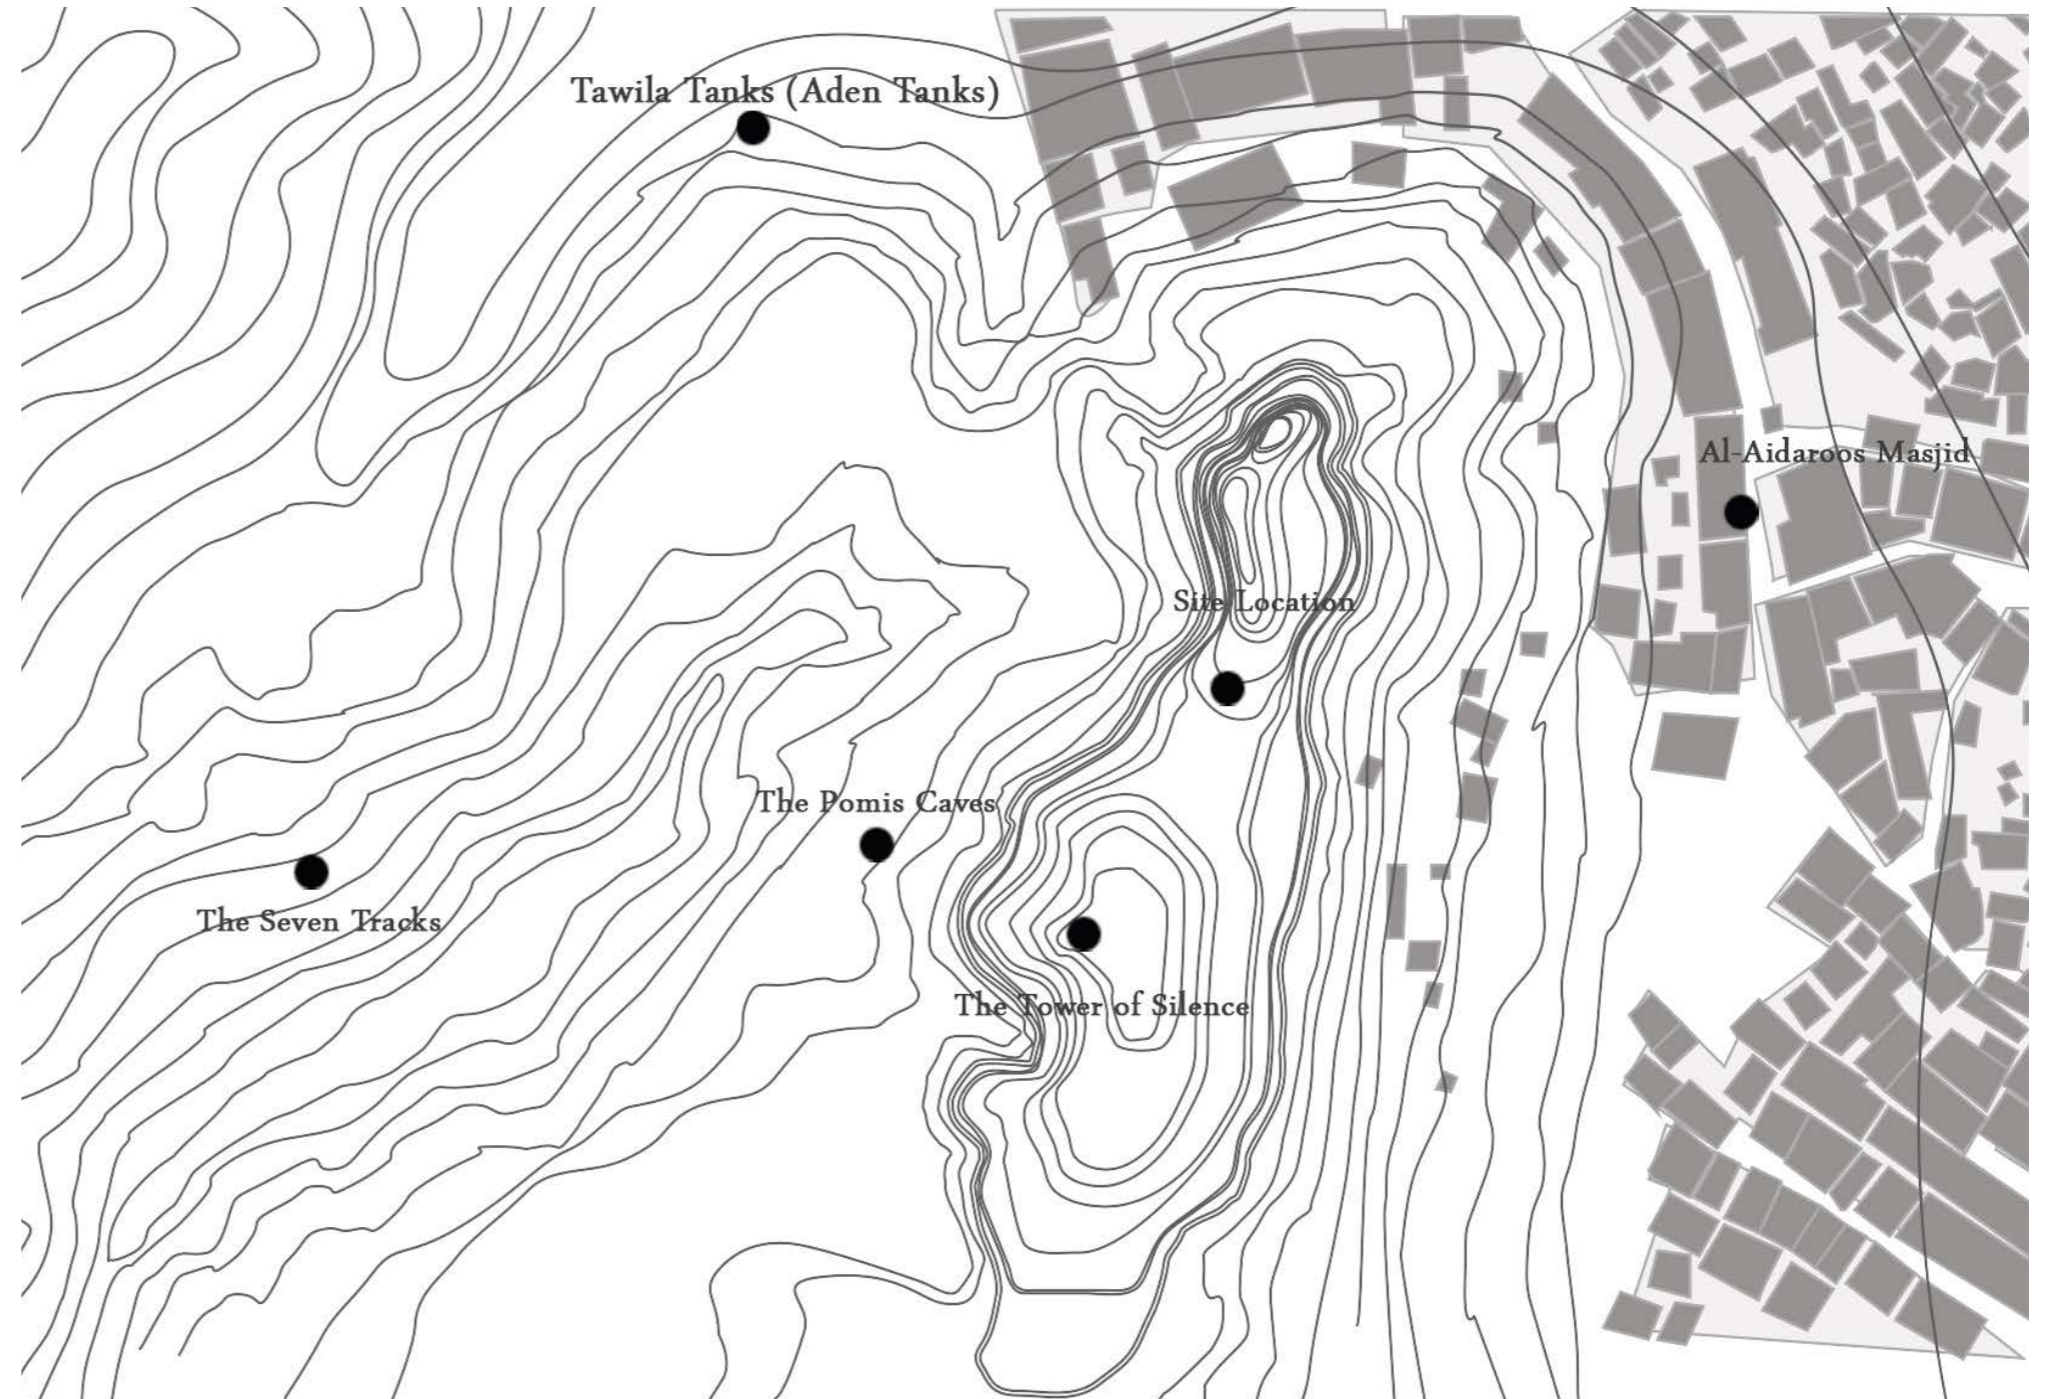 Tawila Tanks (Aden Tanks)
Al-Aidaroos Masjid
Site Location
The Pomis Caves
The Seven Tracks
The Tower of Silence